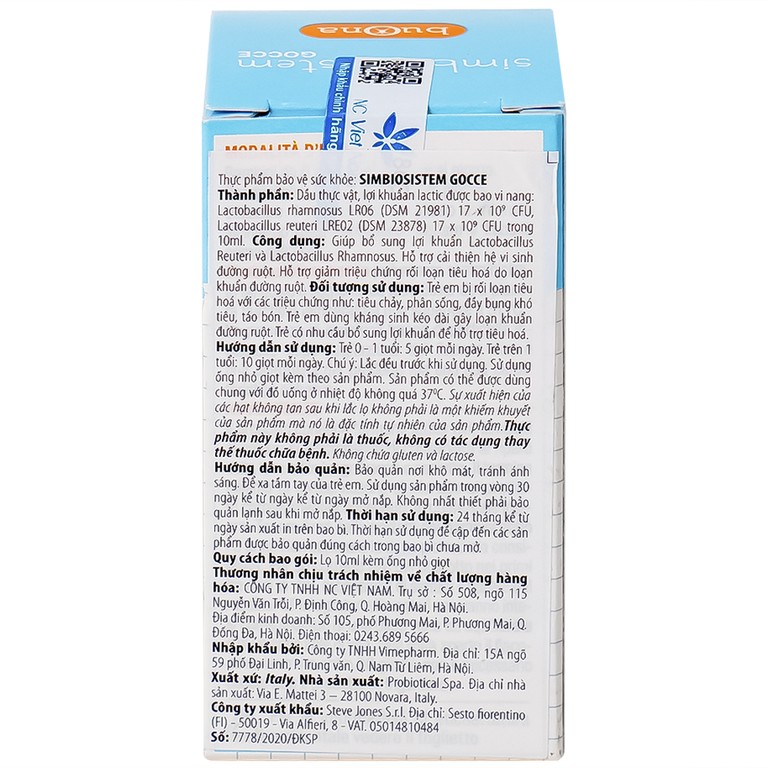 buona
simb stem
GOCCE
Nhập khẩu chính hãng
NC Viet
MODALITÀ D'
Thực phẩm bảo vệ sức khỏe: SIMBIOSISTEM GOCCE
Thành phần: Dầu thực vật, lợi khuẩan lactic được bao vi nang:
Lactobacillus rhamnosus LR06 (DSM 21981) 17 x 10⁹ CFU,
Lactobacillus reuteri LRE02 (DSM 23878) 17 x 10⁹ CFU trong
10ml. Công dụng: Giúp bổ sung lợi khuẩn Lactobacillus
Reuteri và Lactobacillus Rhamnosus. Hỗ trợ cải thiện hệ vi sinh
đường ruột. Hỗ trợ giảm triệu chứng rối loạn tiêu hoá do loạn
khuẩn đường ruột. Đối tượng sử dụng: Trẻ em bị rối loạn tiêu
hoá với các triệu chứng như: tiêu chảy, phân sống, đầy bụng khó
tiêu, táo bón. Trẻ em dùng kháng sinh kéo dài gây loạn khuẩn
đường ruột. Trẻ có nhu cầu bổ sung lợi khuẩn để hỗ trợ tiêu hoá.
Hướng dẫn sử dụng: Trẻ 0 - 1 tuổi: 5 giọt mỗi ngày. Trẻ trên 1
tuổi: 10 giọt mỗi ngày. Chú ý: Lắc đều trước khi sử dụng. Sử dụng
ống nhỏ giọt kèm theo sản phẩm. Sản phẩm có thể được dùng
chung với đồ uống ở nhiệt độ không quá 37⁰C. Sự xuất hiện của
các hạt không tan sau khi lắc lọ không phải là một khiếm khuyết
của sản phẩm mà nó là đặc tính tự nhiên của sản phẩm.Thực
phẩm này không phải là thuốc, không có tác dụng thay
thế thuốc chữa bệnh. Không chứa gluten và lactose.
Hướng dẫn bảo quản: Bảo quản nơi khô mát, tránh ánh
sáng. Để xa tầm tay của trẻ em. Sử dụng sản phẩm trong vòng 30
ngày kể từ ngày kể từ ngày mở nắp. Không nhất thiết phải bảo
quản lạnh sau khi mở nắp. Thời hạn sử dụng: 24 tháng kể từ
ngày sản xuất in trên bao bì. Thời hạn sử dụng đề cập đến các sản
phẩm được bảo quản đúng cách trong bao bì chưa mở.
Quy cách bao gói: Lọ 10ml kèm ống nhỏ giọt
Thương nhân chịu trách nhiệm về chất lượng hàng
hóa: CÔNG TY TNHH NC VIỆT NAM. Trụ sở : Số 508, ngõ 115
Nguyễn Văn Trỗi, P. Định Công, Q. Hoàng Mai, Hà Nội.
Địa điểm kinh doanh: Số 105, phố Phương Mai, P. Phương Mai, Q.
Đống Đa, Hà Nội. Điện thoại: 0243.689 5666
Nhập khẩu bởi: Công ty TNHH Vimepharm. Địa chỉ: 15A ngõ
59 phố Đại Linh, P. Trung văn, Q. Nam Từ Liêm, Hà Nội.
Xuất xứ: Italy. Nhà sản xuất: Probiotical Spa. Địa chỉ nhà
sản xuất: Via E. Mattei 3 – 28100 Novara, Italy.
Công ty xuất khẩu: Steve Jones S.r.l. Địa chỉ: Sesto fiorentino
(FI) - 50019 - Via Alfieri, 8 - VAT. 05014810484
Số: 7778/2020/ĐKSP